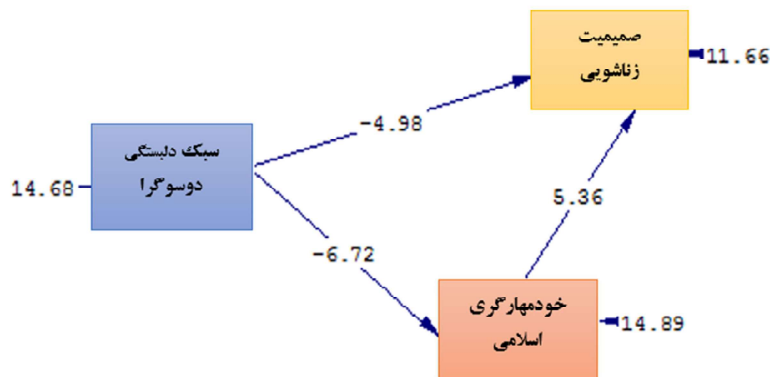 صمیمیت
زناشویی
11.66
-4.98
سبک دلبستگی
دوسوگرا
14.68
5.36
-6.72
خودمهارگری
اسلامی
14.89